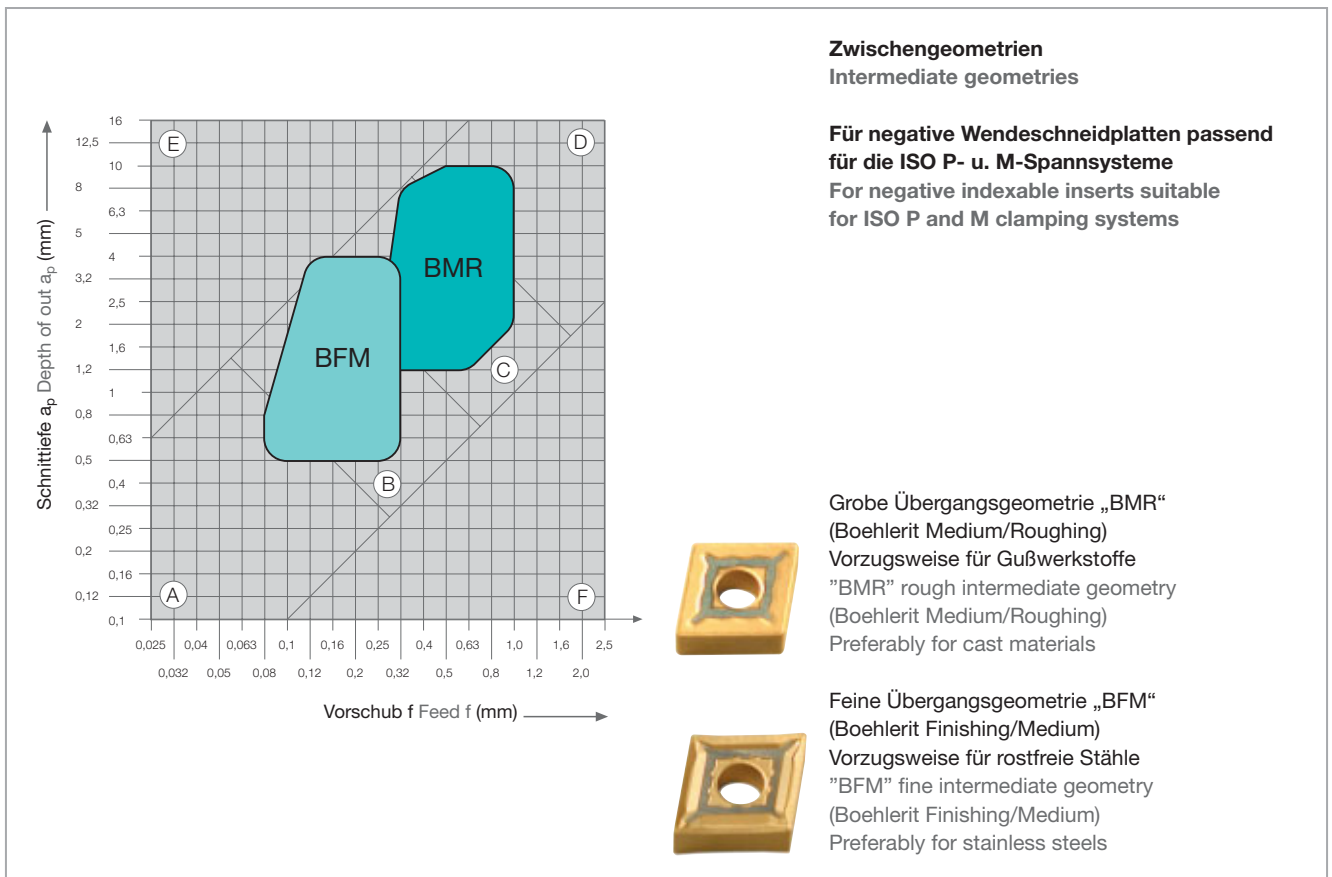 Zwischengeometrien
Intermediate geometries
Für negative Wendeschneidplatten passend
für die ISO P- u. M-Spannsysteme
For negative indexable inserts suitable
for ISO P and M clamping systems
Schnittiefe ap Depth of out ap (mm)
16
12,5
10
8
6,3
5
4
3,2
2,5
2
1,6
1,2
1
0,8
0,63
0,5
0,4
0,32
0,25
0,2
0,16
0,12
0,1
E
D
BMR
BFM
C
B
A
F
0,025 0,04 0,063 0,1 0,16 0,25 0,4 0,63 1,0 1,6 2,5
0,032 0,05 0,08 0,12 0,2 0,32 0,5 0,8 1,2 2,0
Vorschub f Feed f (mm)
Grobe Übergangsgeometrie „BMR“
(Boehlerit Medium/Roughing)
Vorzugsweise für Gußwerkstoffe
”BMR” rough intermediate geometry
(Boehlerit Medium/Roughing)
Preferably for cast materials
Feine Übergangsgeometrie „BFM“
(Boehlerit Finishing/Medium)
Vorzugsweise für rostfreie Stähle
”BFM” fine intermediate geometry
(Boehlerit Finishing/Medium)
Preferably for stainless steels